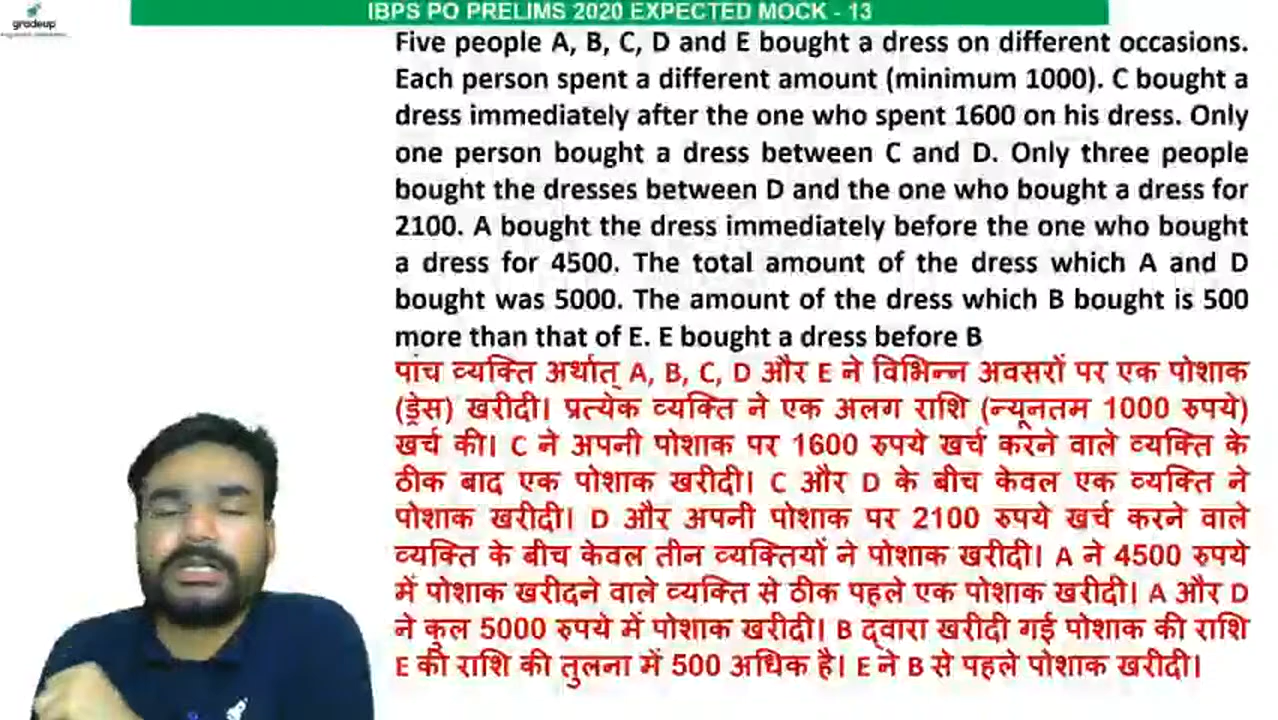 gradeup
IBPS PO PRELIMS 2020 EXPECTED MOCK - 13
Five people A, B, C, D and E bought a dress on different occasions.
Each person spent a different amount (minimum 1000). C bought a
dress immediately after the one who spent 1600 on his dress. Only
one person bought a dress between C and D. Only three people
bought the dresses between D and the one who bought a dress for
2100. A bought the dress immediately before the one who bought
a dress for 4500. The total amount of the dress which A and D
bought was 5000. The amount of the dress which B bought is 500
more than that of E. E bought a dress before B
पांच व्यक्ति अर्थात् A, B, C, D और E ने विभिन्न अवसरों पर एक पोशाक
(ड्रेस) खरीदी। प्रत्येक व्यक्ति ने एक अलग राशि (न्यूनतम 1000 रुपये)
खर्च की। C ने अपनी पोशाक पर 1600 रुपये खर्च करने वाले व्यक्ति के
ठीक बाद एक पोशाक खरीदी। C और D के बीच केवल एक व्यक्ति ने
पोशाक खरीदी। D और अपनी पोशाक पर 2100 रुपये खर्च करने वाले
व्यक्ति के बीच केवल तीन व्यक्तियों ने पोशाक खरीदी। A ने 4500 रुपये
में पोशाक खरीदने वाले व्यक्ति से ठीक पहले एक पोशाक खरीदी। A और D
ने कुल 5000 रुपये में पोशाक खरीदी। B द्वारा खरीदी गई पोशाक की राशि
E की राशि की तुलना में 500 अधिक है। E ने B से पहले पोशाक खरीदी।